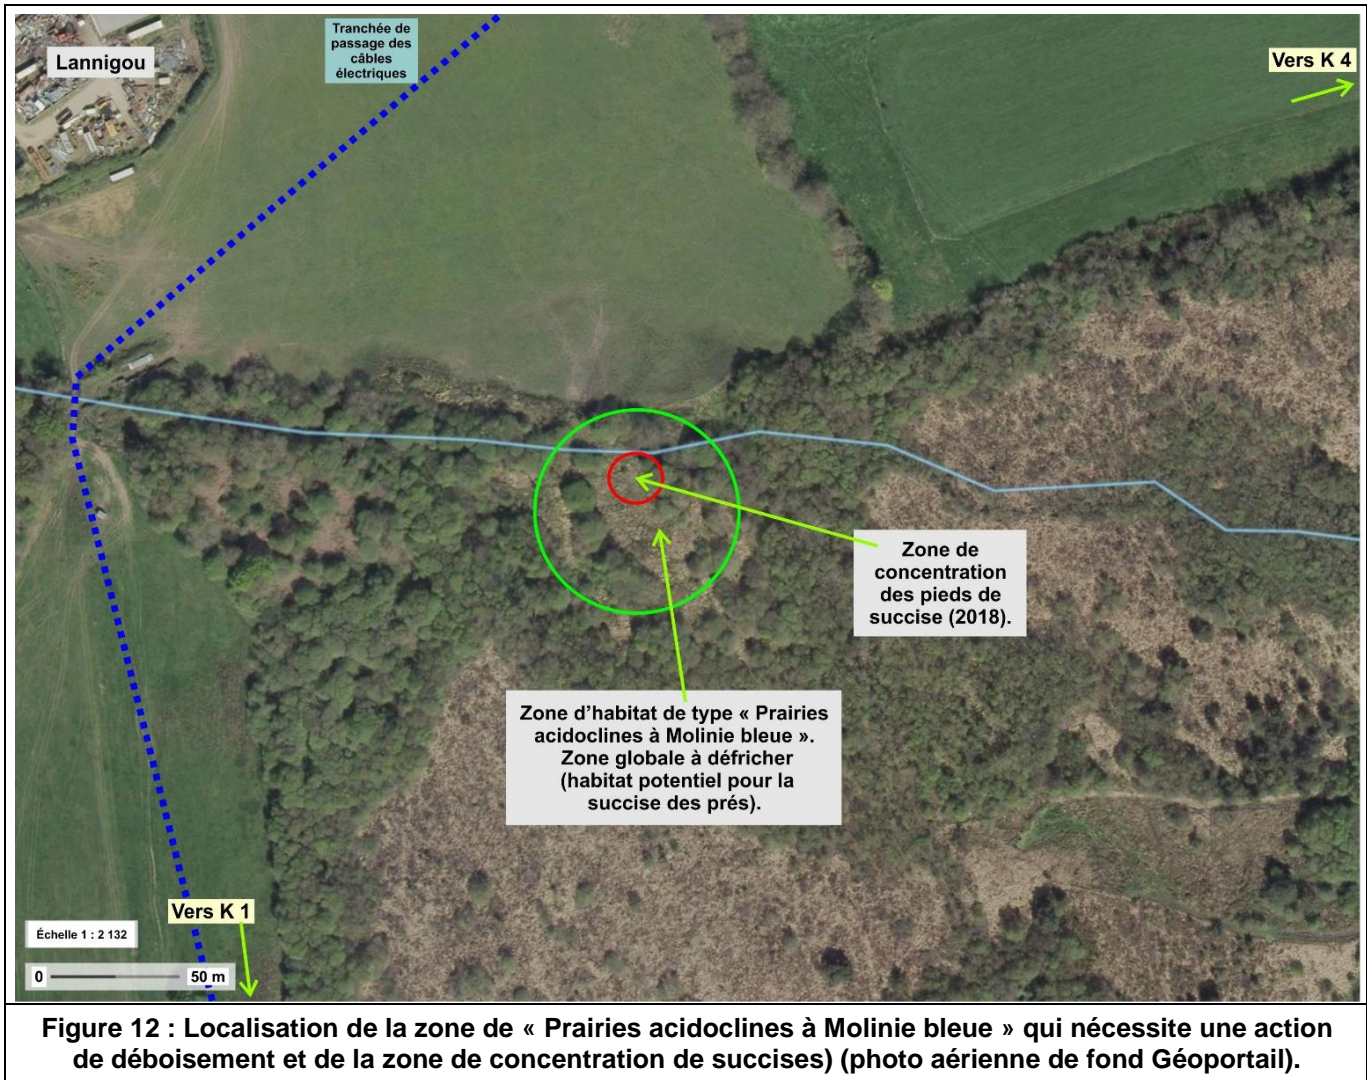 Lannigou
Tranchée de
passage des
câbles
électriques
Vers K 4
Zone de
concentration
des pieds de
succise (2018).
Zone d’habitat de type « Prairies
acidoclines à Molinie bleue ».
Zone globale à défricher
(habitat potentiel pour la
succise des prés).
Vers K 1
Échelle 1 : 2 132
0 50 m
Figure 12 : Localisation de la zone de « Prairies acidoclines à Molinie bleue » qui nécessite une action
de déboisement et de la zone de concentration de succises) (photo aérienne de fond Géoportail).